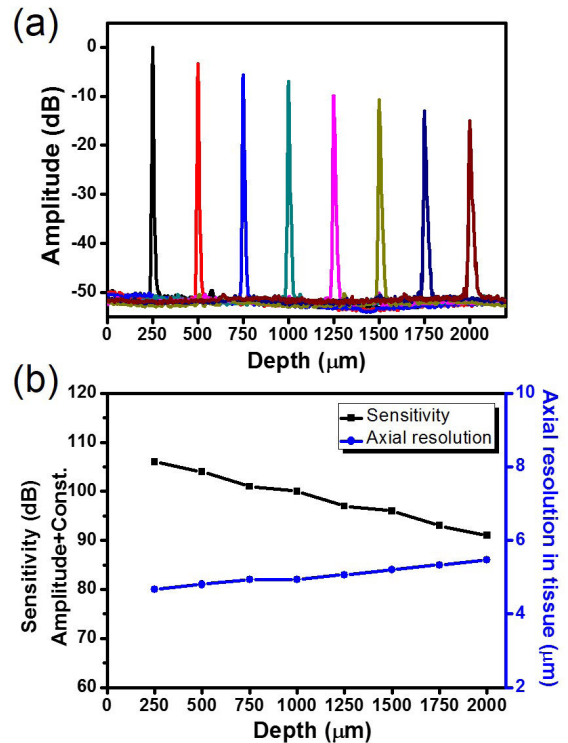 (a)
Amplitude (dB)
0
-10
-20
-30
-40
-50
0 250 500 750 1000 1250 1500 1750 2000
Depth (μm)
(b)
Sensitivity (dB)
Amplitude+Const.
120
110
100
90
80
70
60
Sensitivity
Axial resolution
10
8
6
4
2
Axial resolution in tissue (μm)
0 250 500 750 1000 1250 1500 1750 2000
Depth (μm)